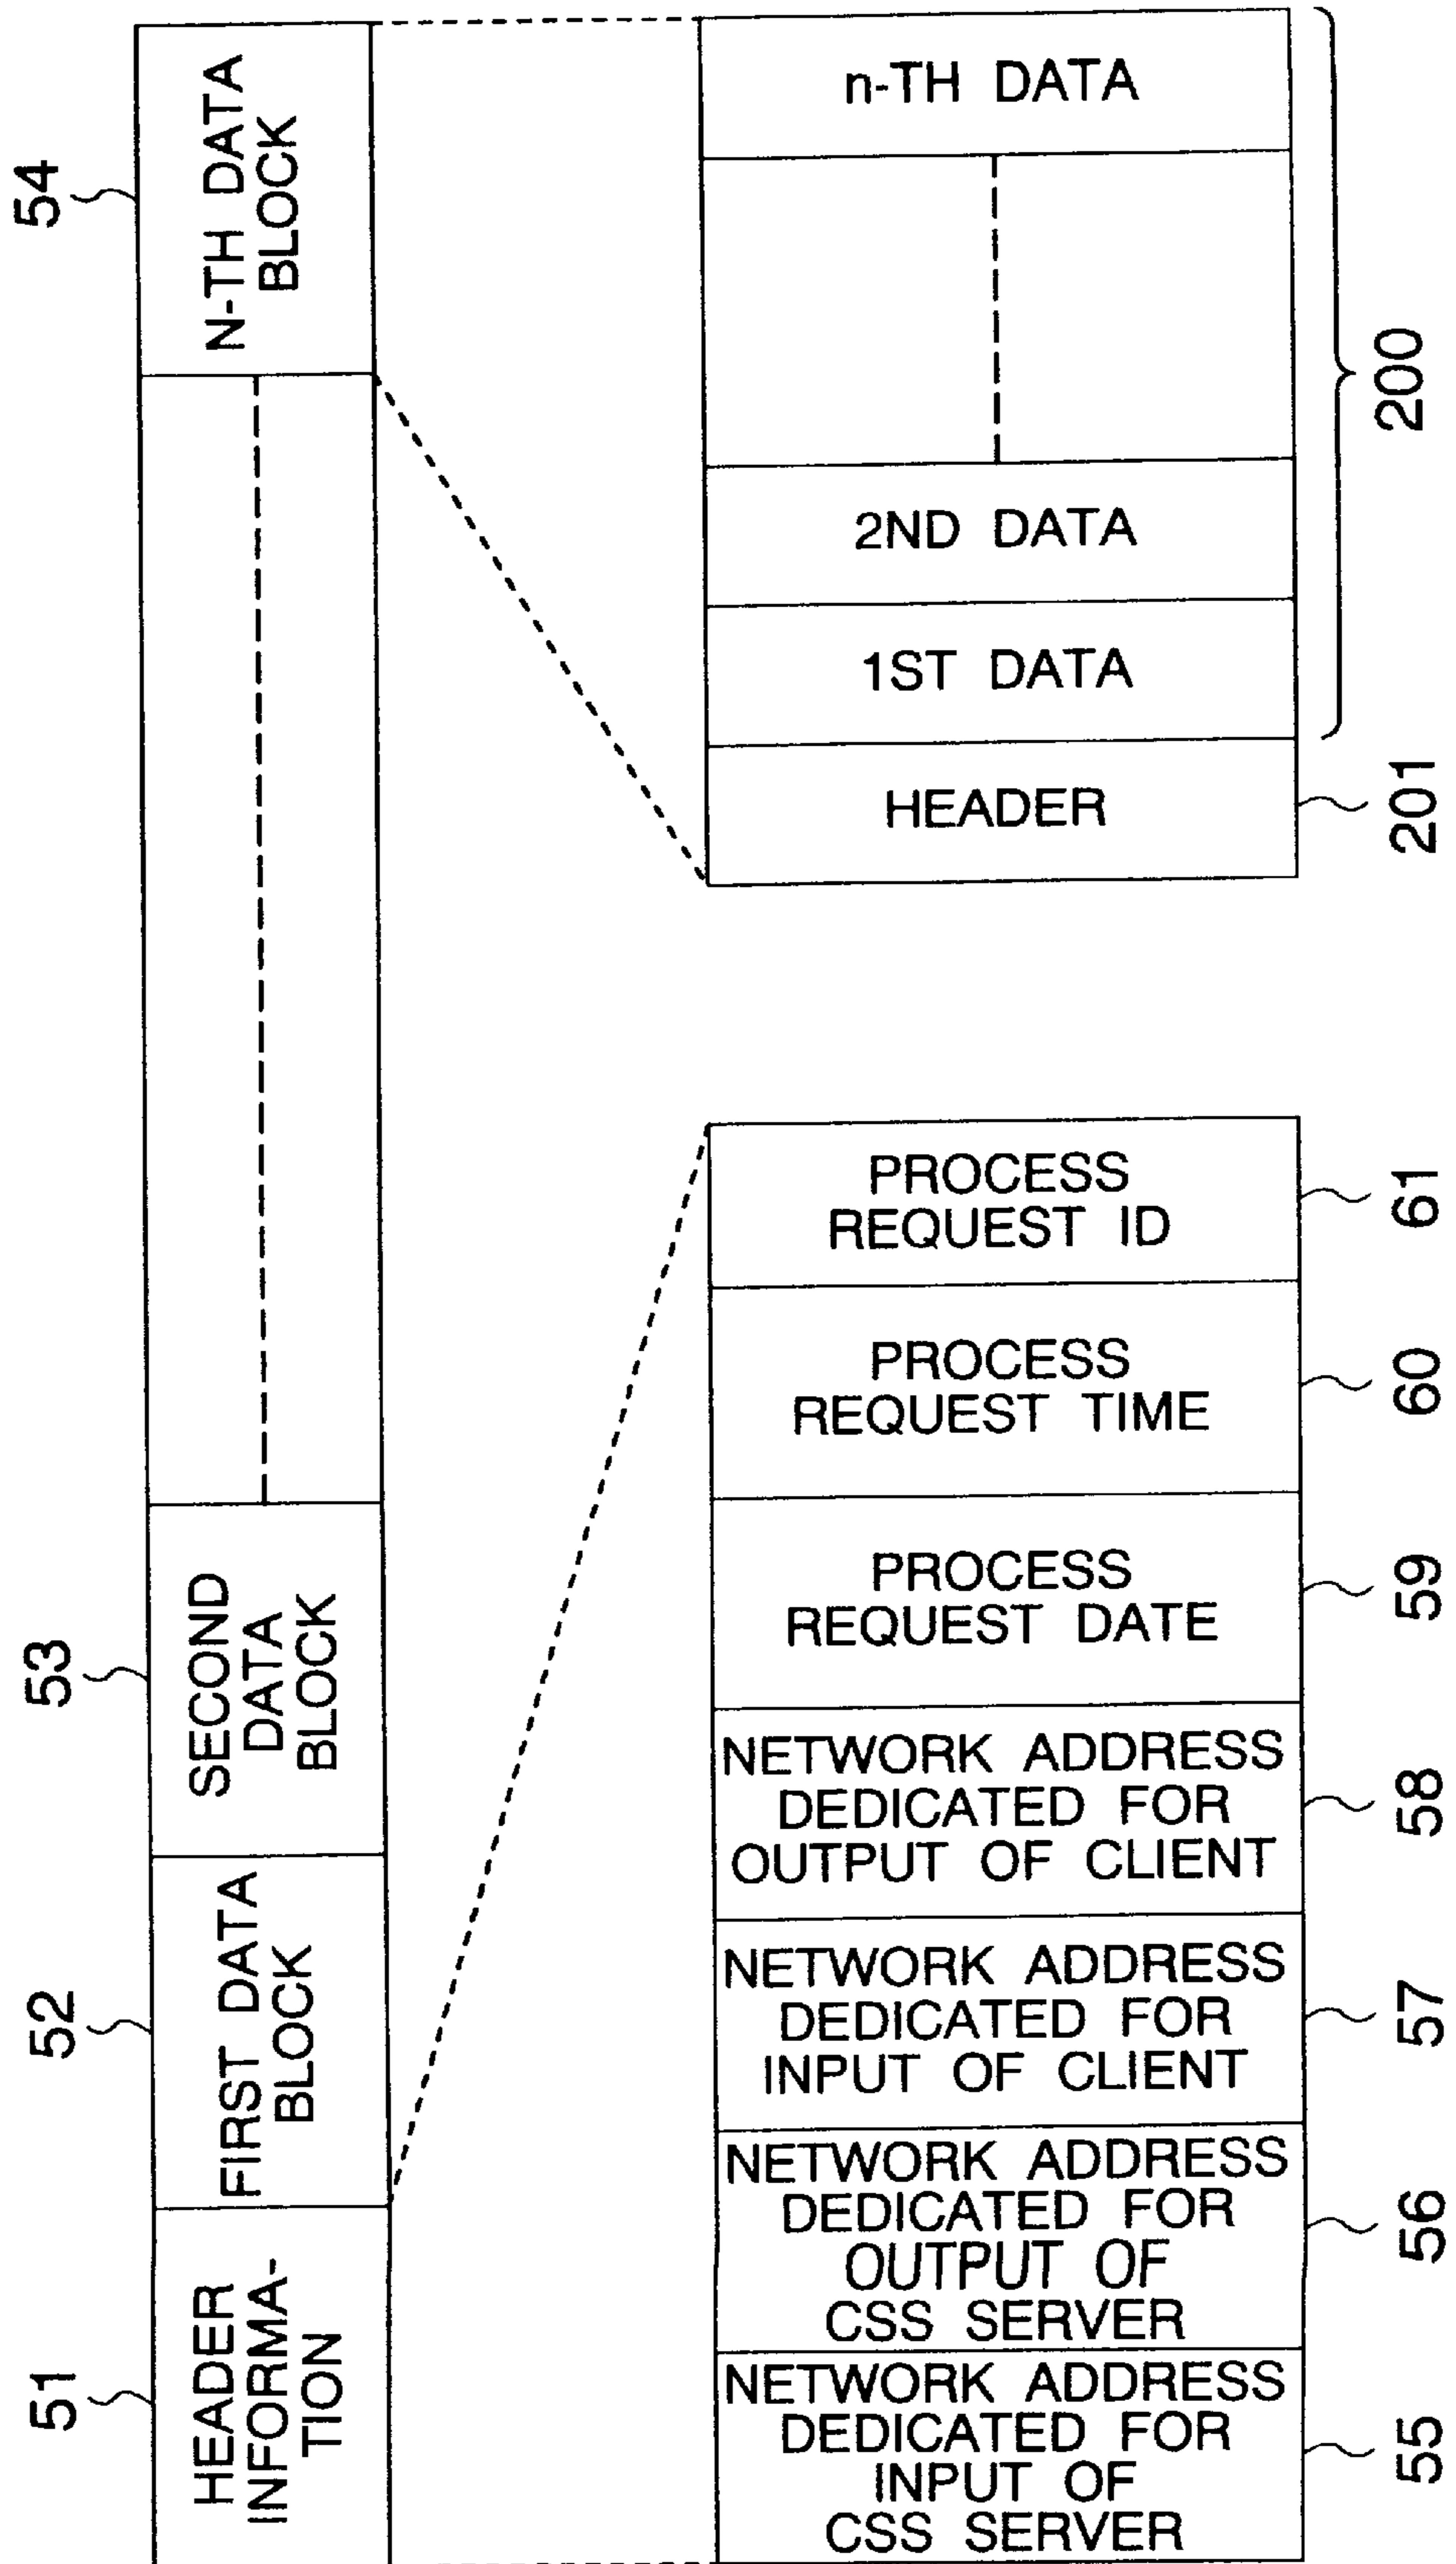 51
52
53
54
HEADER
INFORMA-
TION
FIRST DATA
BLOCK
SECOND
DATA
BLOCK
N-TH DATA
BLOCK
n-TH DATA
2ND DATA
1ST DATA
HEADER
200
201
PROCESS
REQUEST ID
61
PROCESS
REQUEST TIME
60
PROCESS
REQUEST DATE
59
NETWORK ADDRESS
DEDICATED FOR
OUTPUT OF CLIENT
58
NETWORK ADDRESS
DEDICATED FOR
INPUT OF CLIENT
57
NETWORK ADDRESS
DEDICATED FOR
OUTPUT OF
CSS SERVER
56
NETWORK ADDRESS
DEDICATED FOR
INPUT OF
CSS SERVER
55